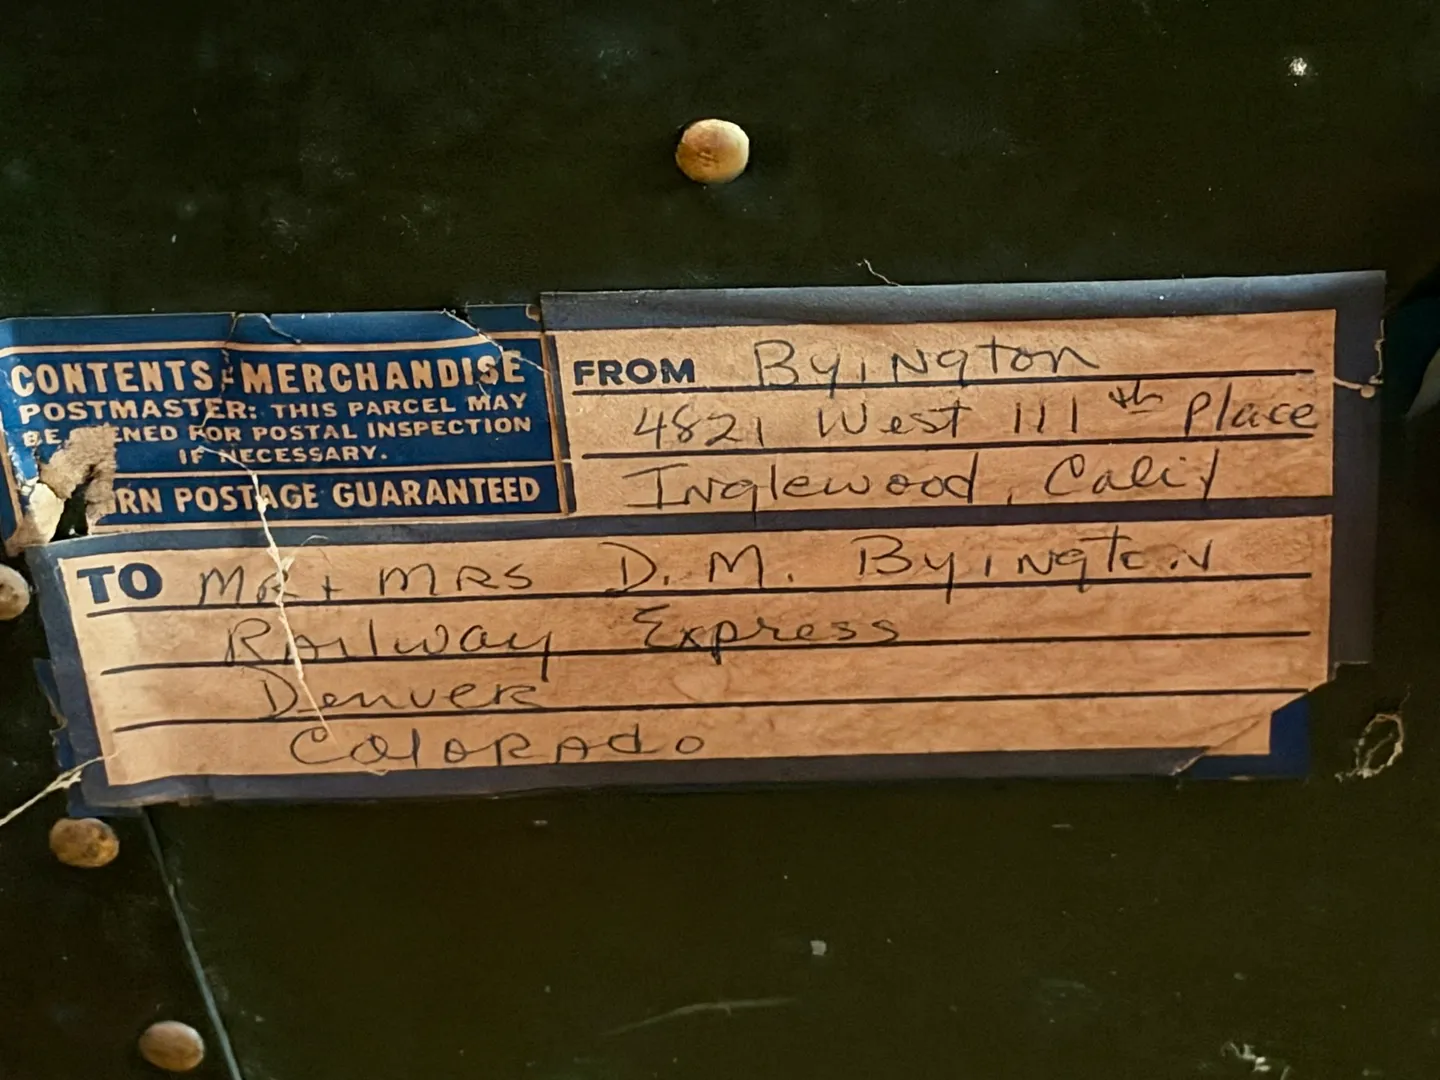 CONTENTS-MERCHANDISE
POSTMASTER: THIS PARCEL MAY
BE ENED FOR POSTAL INSPECTION
IF NECESSARY.
RN POSTAGE GUARANTEED
FROM Byington
4821 West 111th Place
Inglewood, Calif
TO MR + MRS D. M. Byington
Railway Express
Denver
Colorado